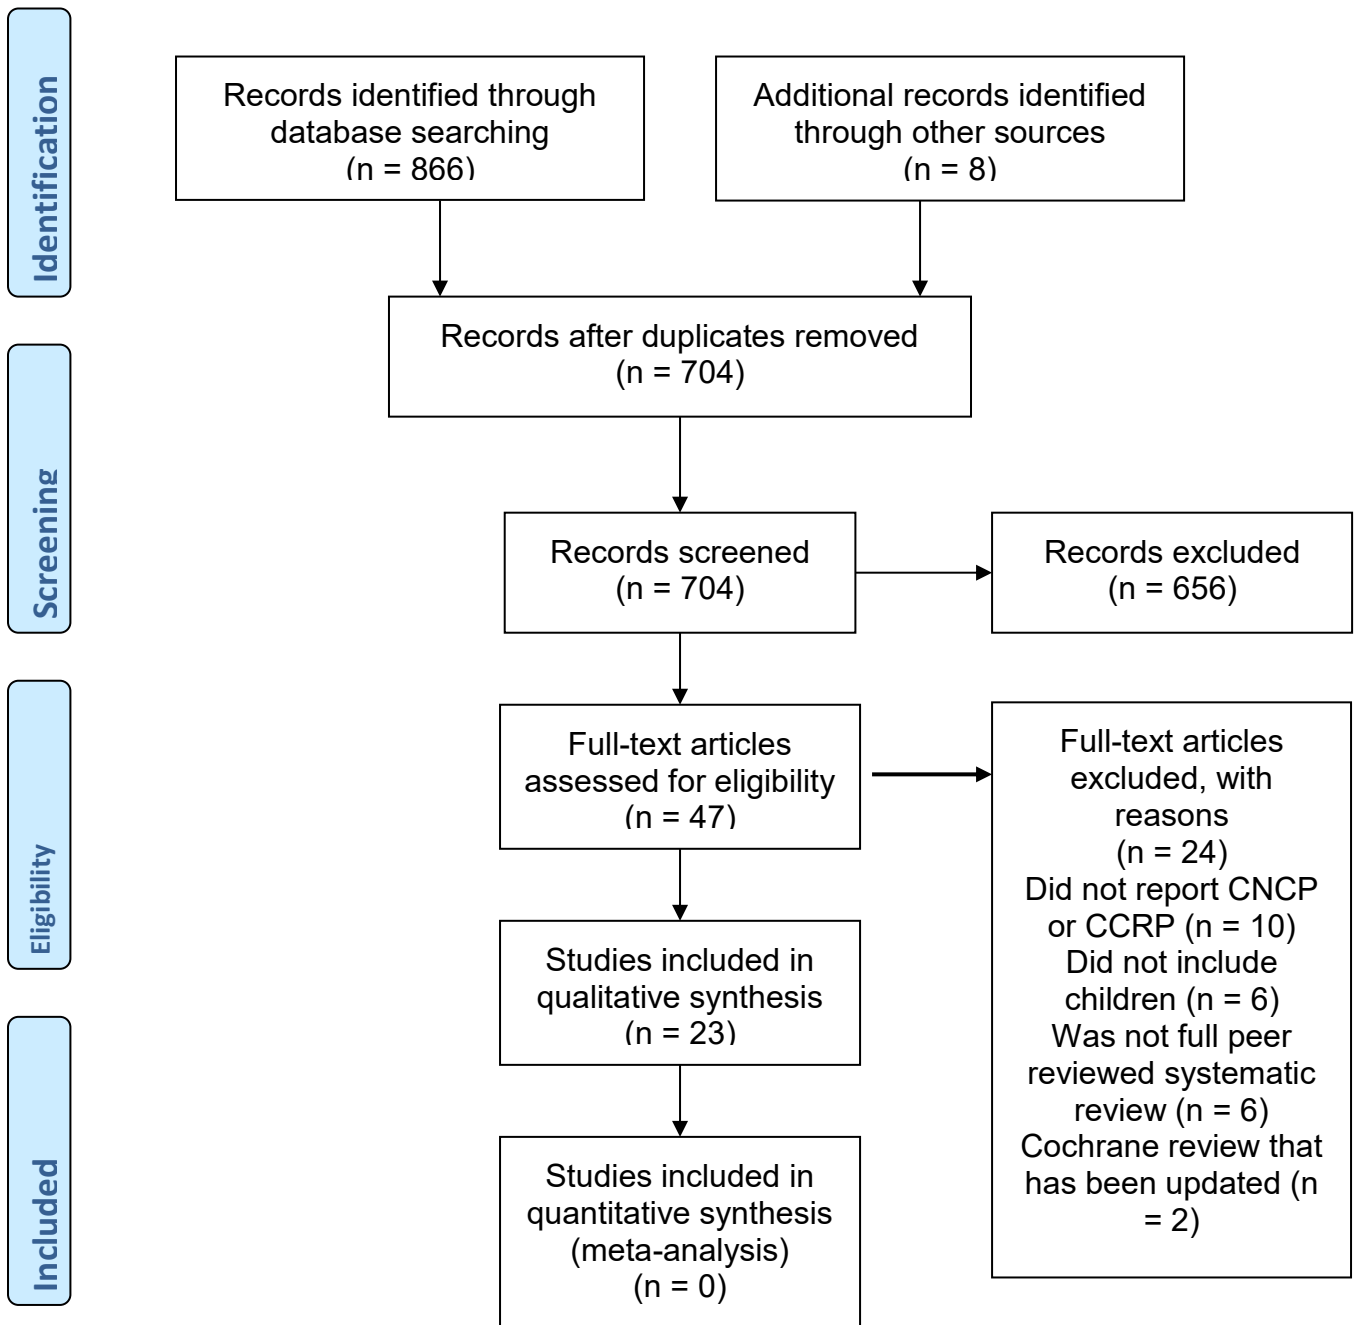 Identification
Records identified through
database searching
(n = 866)
Additional records identified
through other sources
(n = 8)
Records after duplicates removed
(n = 704)
Screening
Records screened
(n = 704)
Records excluded
(n = 656)
Eligibility
Full-text articles
assessed for eligibility
(n = 47)
Full-text articles
excluded, with
reasons
(n = 24)
Did not report CNCP
or CCRP (n = 10)
Did not include
children (n = 6)
Was not full peer
reviewed systematic
review (n = 6)
Cochrane review that
has been updated (n
= 2)
Studies included in
qualitative synthesis
(n = 23)
Included
Studies included in
quantitative synthesis
(meta-analysis)
(n = 0)